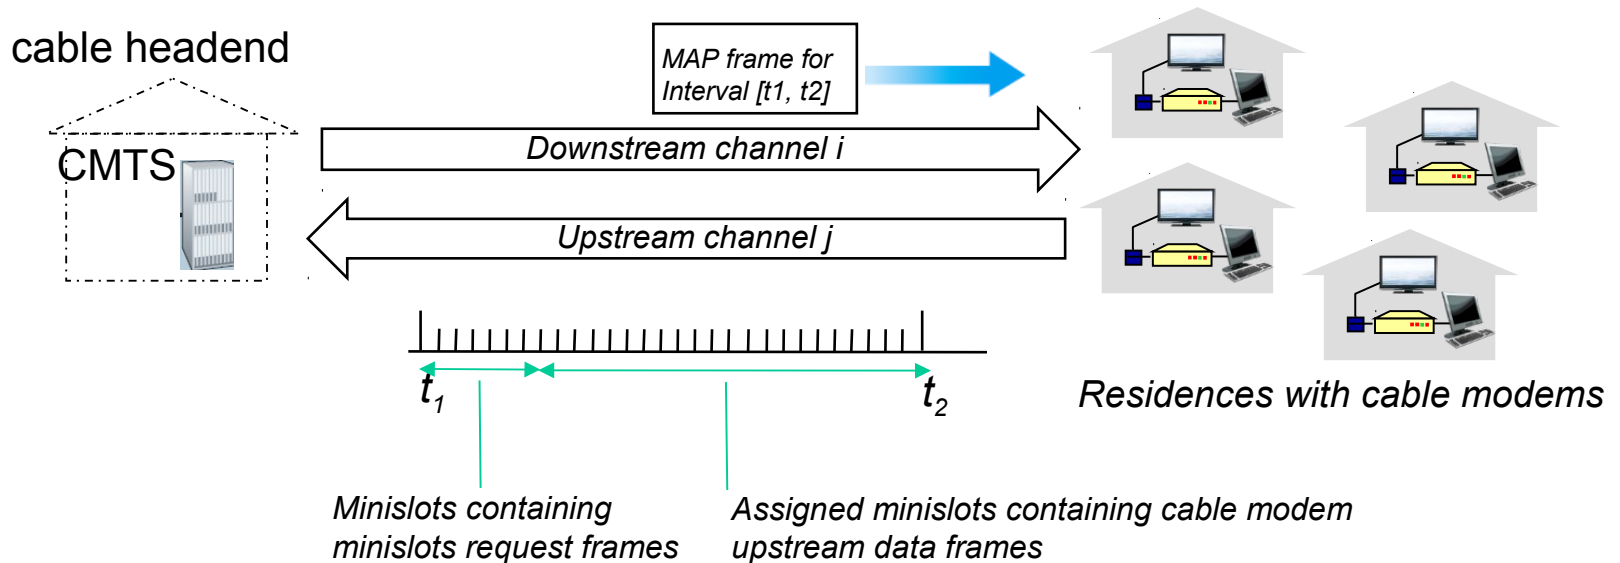 cable headend
MAP frame for
Interval [t1, t2]
CMTS
Downstream channel i
Upstream channel j
t1
t2
Residences with cable modems
Minislots containing
minislots request frames
Assigned minislots containing cable modem
upstream data frames